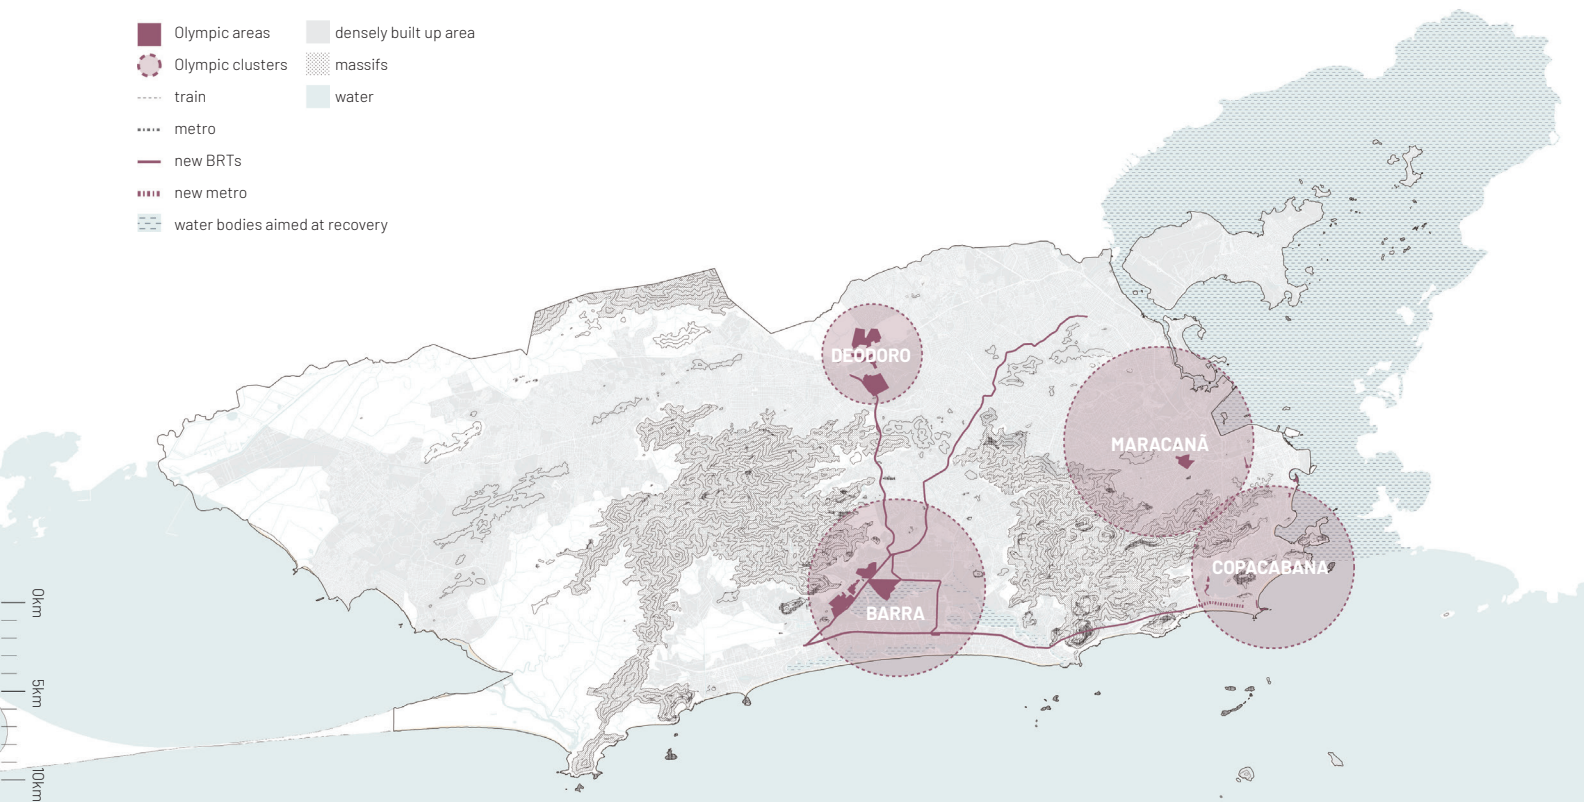 Olympic areas
densely built up area
Olympic clusters
massifs
train
water
metro
new BRTs
new metro
water bodies aimed at recovery
DEODORO
MARACANÃ
COPACABANA
BARRA
0km
5km
10km